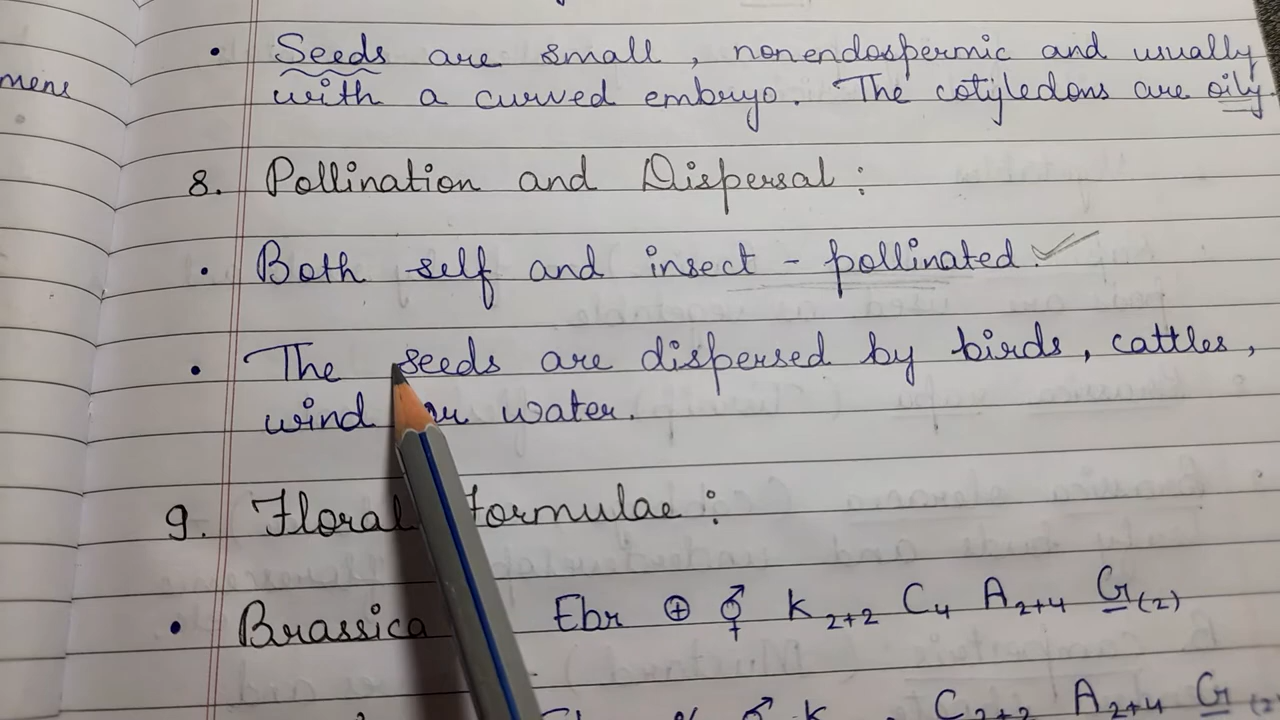 mens
• Seeds are small, nonendospermic and usually
with a curved embryo. The cotyledons are oily.
8. Pollination and Dispersal:
• Both self and insect - pollinated. ✓
• The seeds are dispersed by birds, cattles,
wind or water.
9. Floral formulae:
• Brassica Ebr ⊕ ⚥ K 2+2 C4 A2+4 G(2)
C2+2 A2+4 G